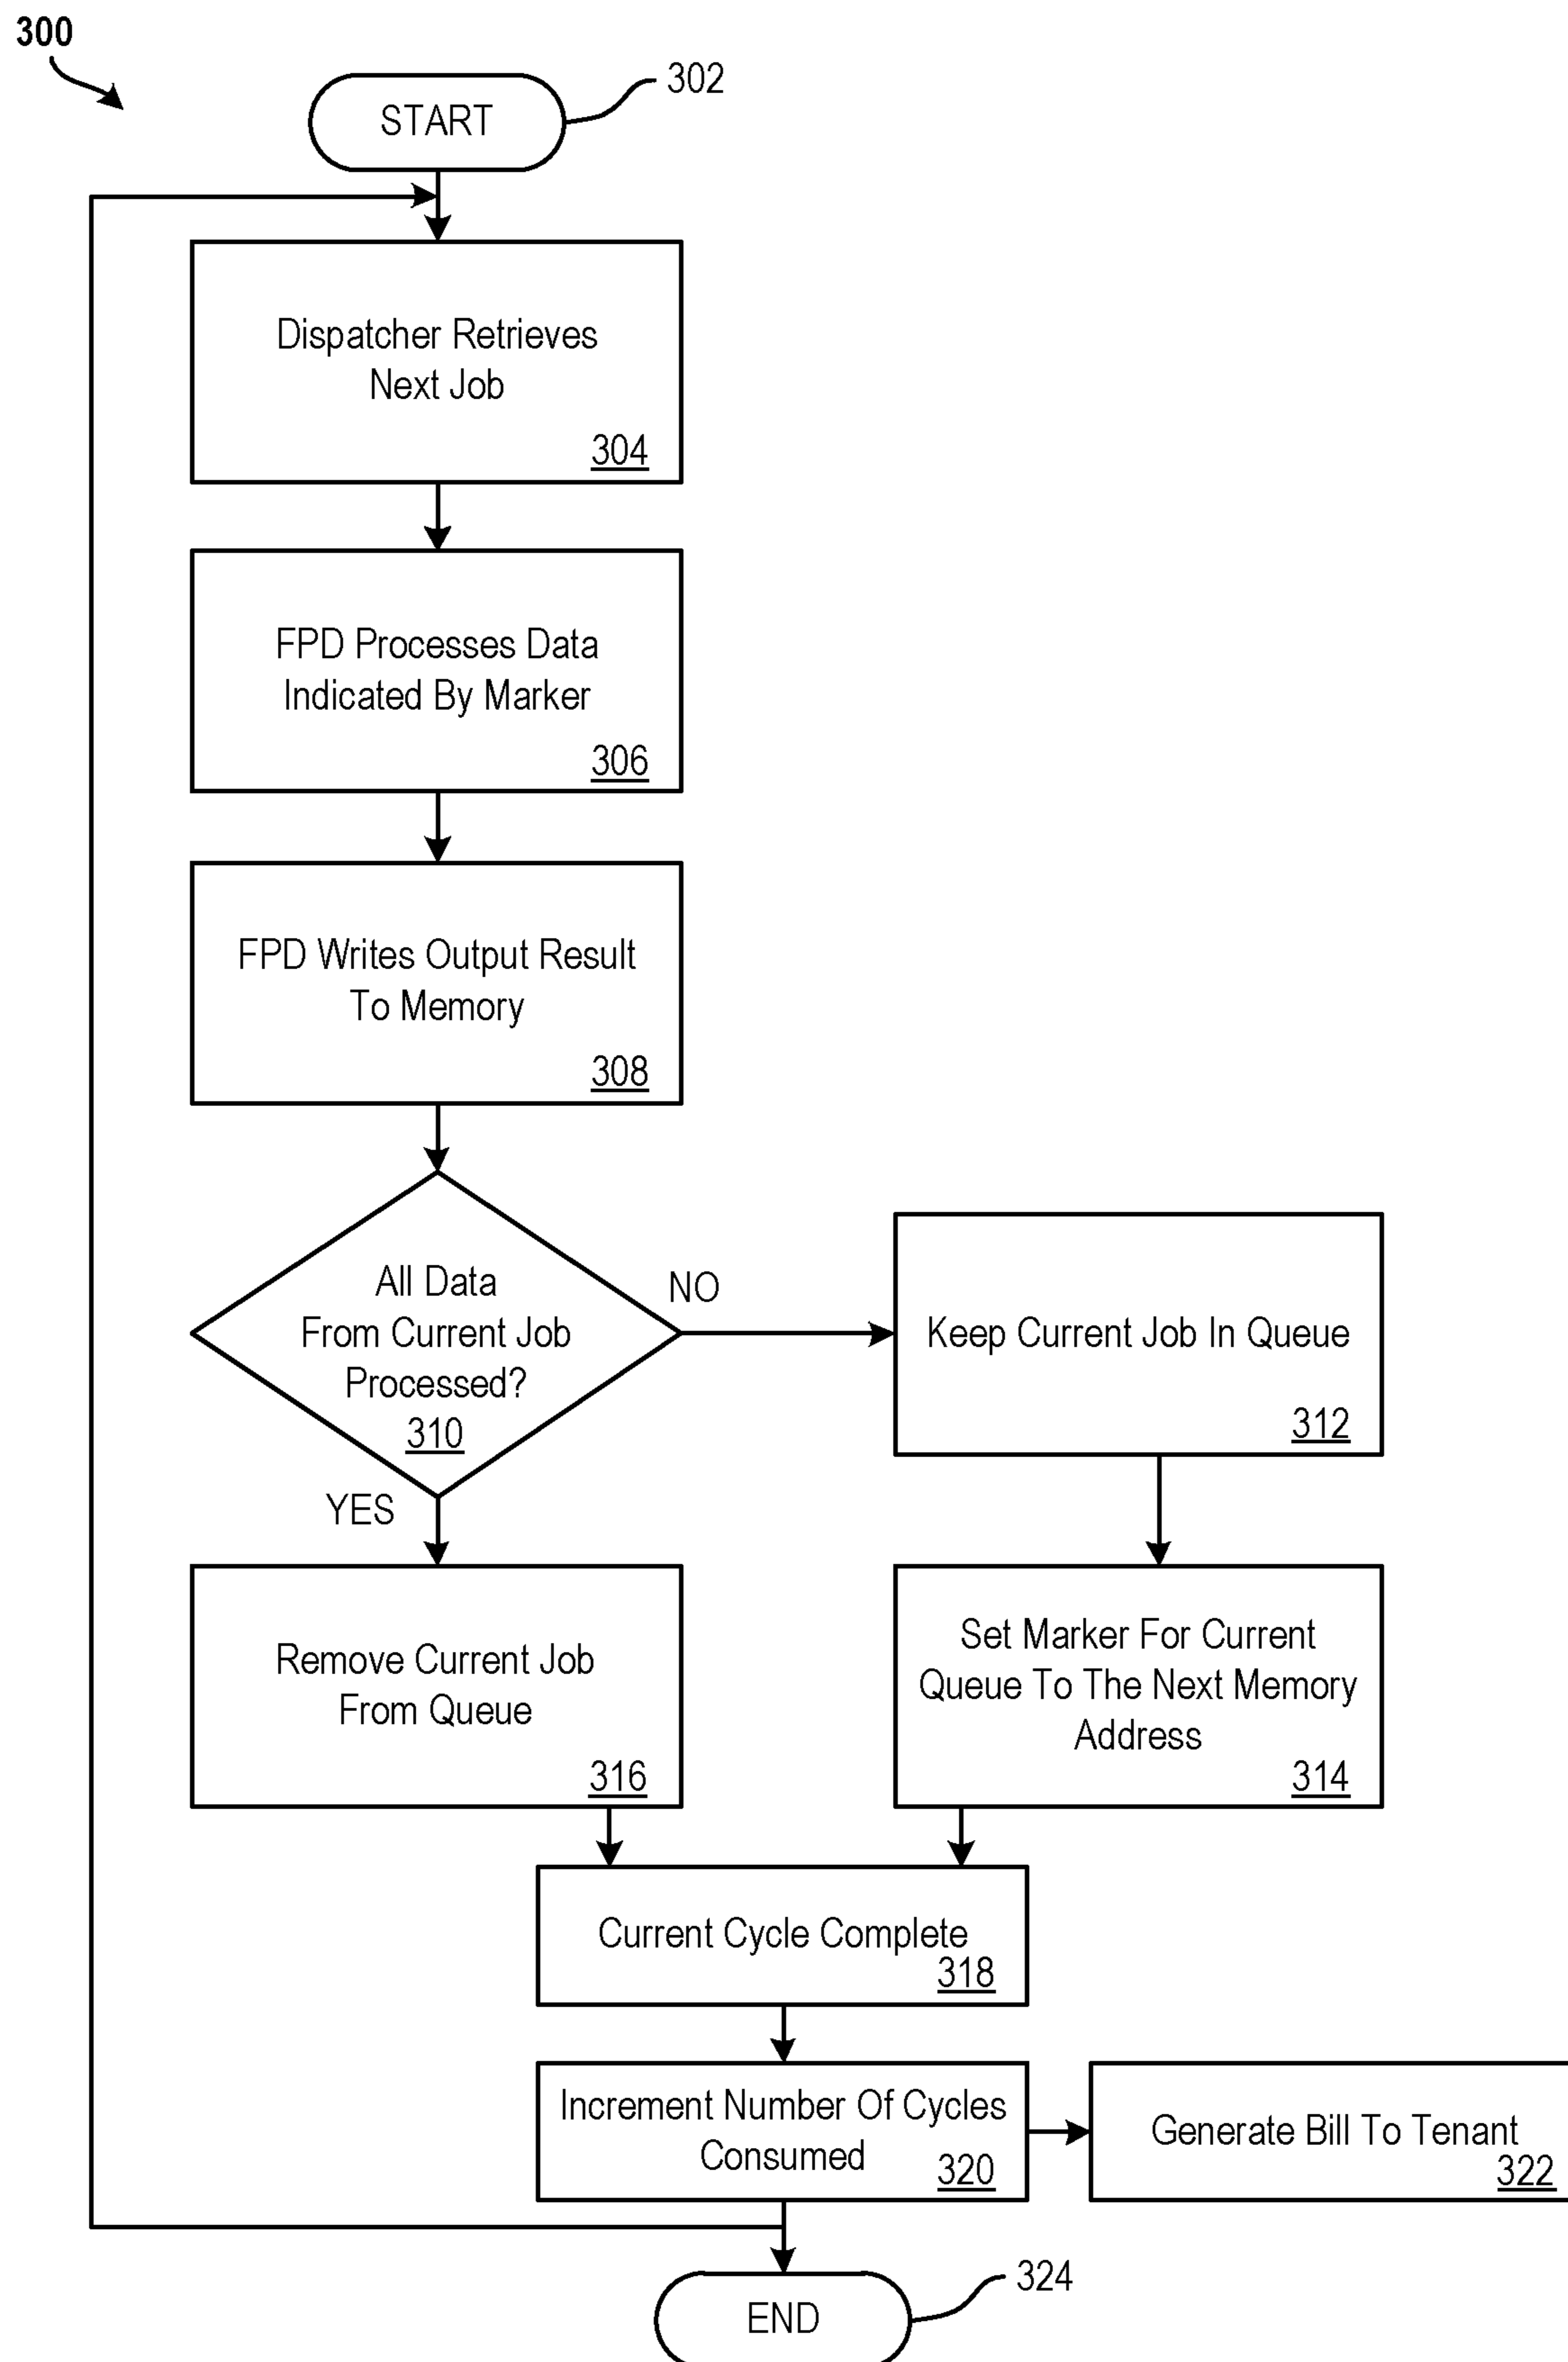 300
START
302
Dispatcher Retrieves
Next Job
304
FPD Processes Data
Indicated By Marker
306
FPD Writes Output Result
To Memory
308
All Data
From Current Job
Processed?
310
NO
Keep Current Job In Queue
312
YES
Remove Current Job
From Queue
316
Set Marker For Current
Queue To The Next Memory
Address
314
Current Cycle Complete
318
Increment Number Of Cycles
Consumed
320
Generate Bill To Tenant
322
END
324